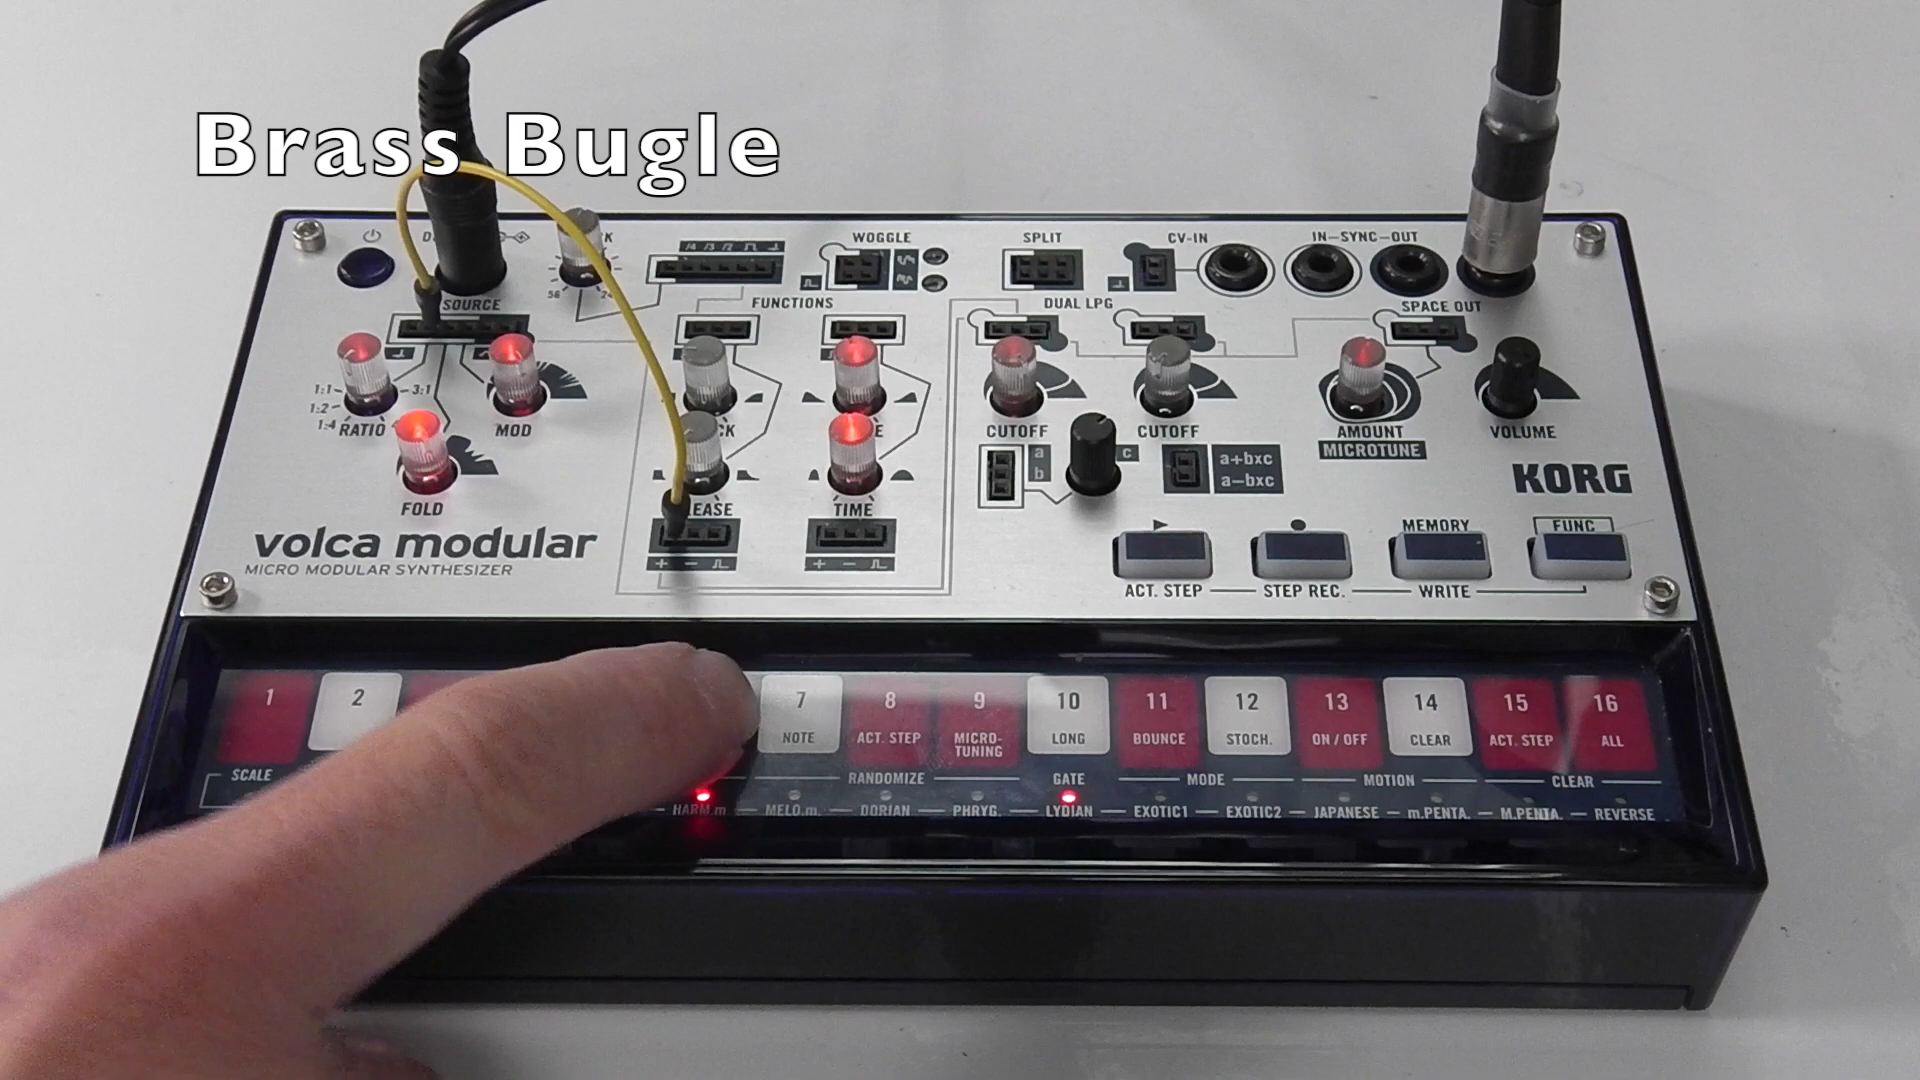 Brass Bugle
WOGGLE
SPLIT
CV-IN
IN-SYNC-OUT
/4 /3 /2
SOURCE
FUNCTIONS
DUAL LPG
SPACE OUT
1:1
3:1
1:2
1:4
RATIO
MOD
CUTOFF
CUTOFF
AMOUNT
MICROTUNE
VOLUME
a
b
c
a+bxc
a-bxc
KORG
FOLD
TIME
volca modular
MICRO MODULAR SYNTHESIZER
MEMORY
FUNC
+ -
+ -
ACT. STEP
STEP REC.
WRITE
1
2
7
8
9
10
11
12
13
14
15
16
NOTE
ACT. STEP
MICRO-
TUNING
LONG
BOUNCE
STOCH.
ON / OFF
CLEAR
ACT. STEP
ALL
SCALE
RANDOMIZE
GATE
MODE
MOTION
CLEAR
HARM.m
MELO.m.
DORIAN
PHRYG.
LYDIAN
EXOTIC1
EXOTIC2
JAPANESE
m.PENTA.
M.PENTA.
REVERSE